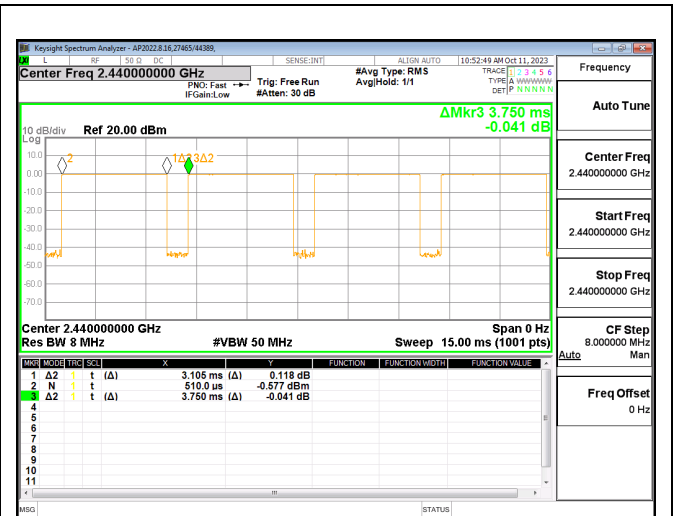 Keysight Spectrum Analyzer - AP2022.8.16,27465/44389,
L RF 50 Ω DC SENSE:INT ALIGN AUTO 10:52:49 AM Oct 11, 2023
Center Freq 2.440000000 GHz
PNO: Fast
IFGain:Low
Trig: Free Run
#Atten: 30 dB
#Avg Type: RMS
Avg|Hold: 1/1
TRACE 1 2 3 4 5 6
TYPE A WWWWW
DET P N N N N N
ΔMkr3 3.750 ms
-0.041 dB
10 dB/div Ref 20.00 dBm
Log
10.0
0.00
-10.0
-20.0
-30.0
-40.0
-50.0
-60.0
-70.0
2
1Δ2
3Δ2
Center 2.440000000 GHz Span 0 Hz
Res BW 8 MHz #VBW 50 MHz Sweep 15.00 ms (1001 pts)
MKR MODE TRC SCL X Y FUNCTION FUNCTION WIDTH FUNCTION VALUE
1 Δ2 1 t (Δ) 3.105 ms (Δ) 0.118 dB
2 N 1 t 510.0 µs -0.577 dBm
3 Δ2 1 t (Δ) 3.750 ms (Δ) -0.041 dB
4
5
6
7
8
9
10
11
MSG STATUS
Frequency
Auto Tune
Center Freq
2.440000000 GHz
Start Freq
2.440000000 GHz
Stop Freq
2.440000000 GHz
CF Step
8.000000 MHz
Auto Man
Freq Offset
0 Hz